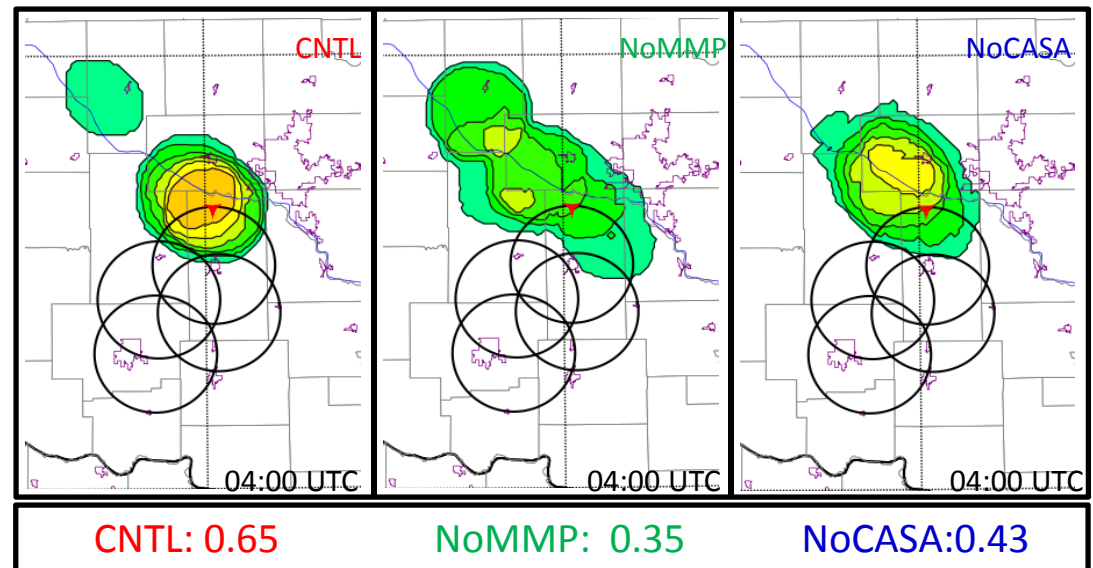 CNTL
NoMMP
NoCASA
04:00 UTC
04:00 UTC
04:00 UTC
CNTL: 0.65
NoMMP: 0.35
NoCASA:0.43